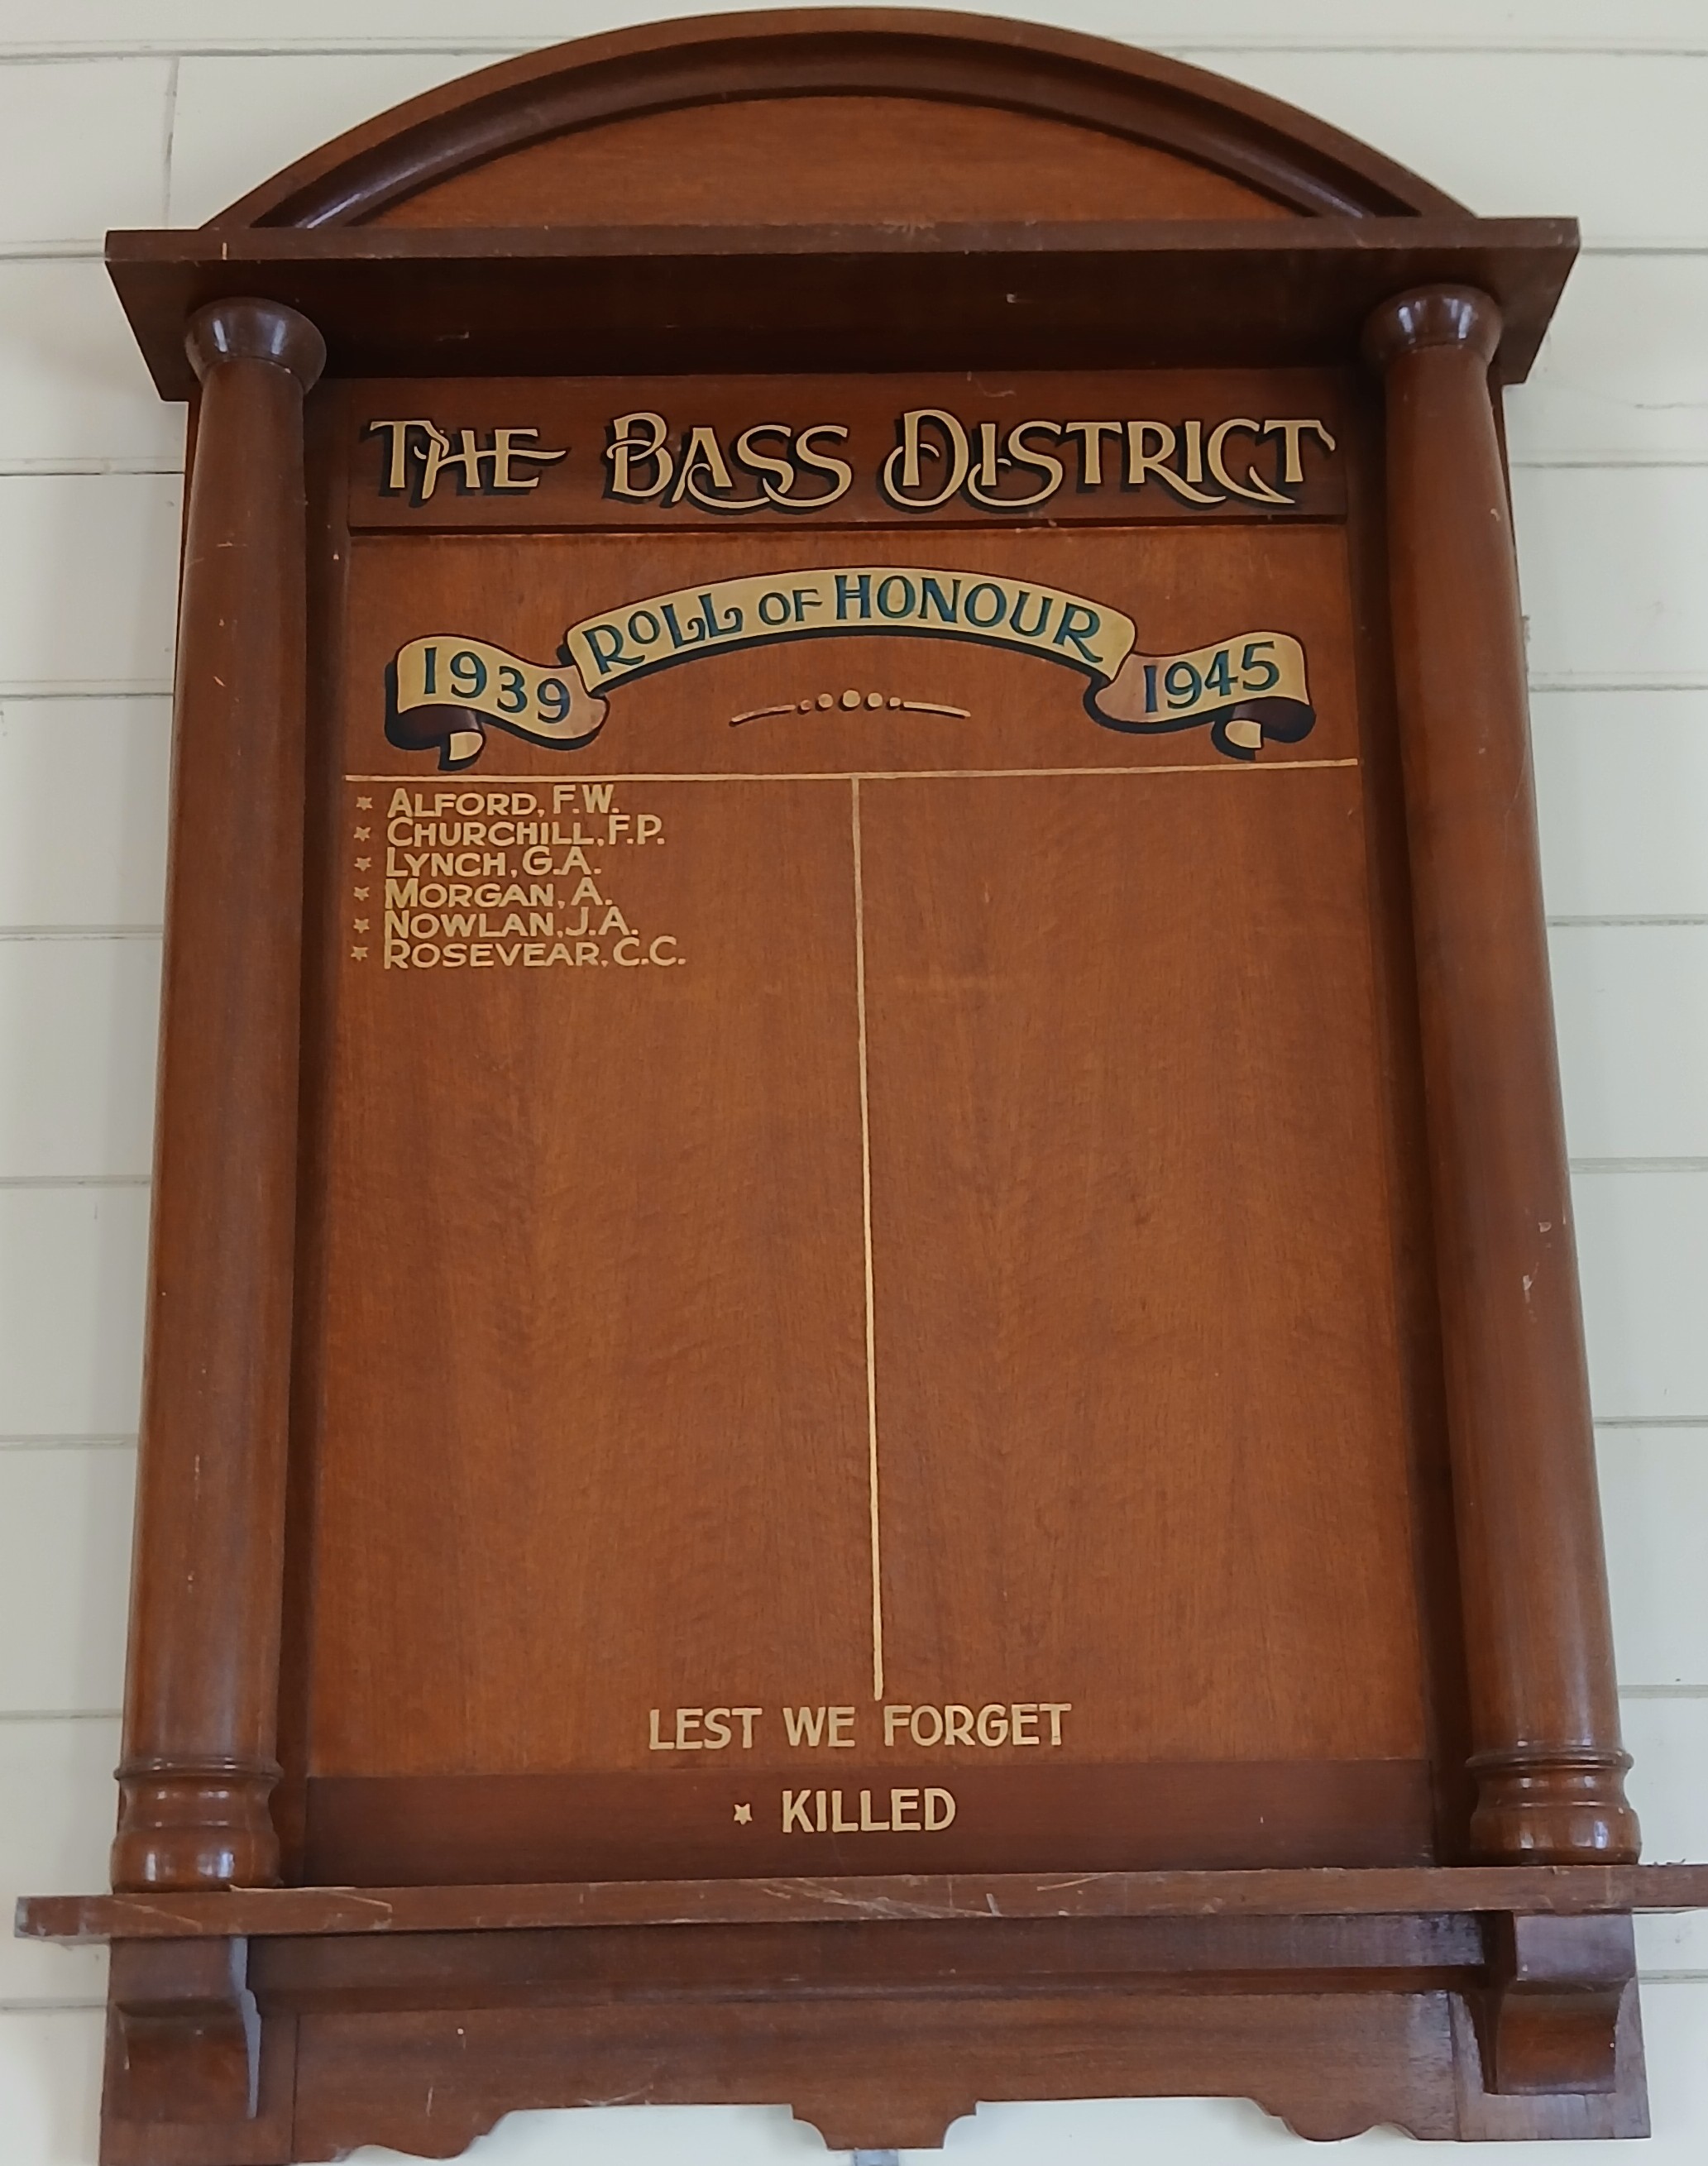 THE BASS DISTRICT
1939 ROLL OF HONOUR 1945
* ALFORD, F.W.
* CHURCHILL, F.P.
* LYNCH, G.A.
* MORGAN, A.
* NOWLAN, J.A.
* ROSEVEAR, C.C.
LEST WE FORGET
* KILLED